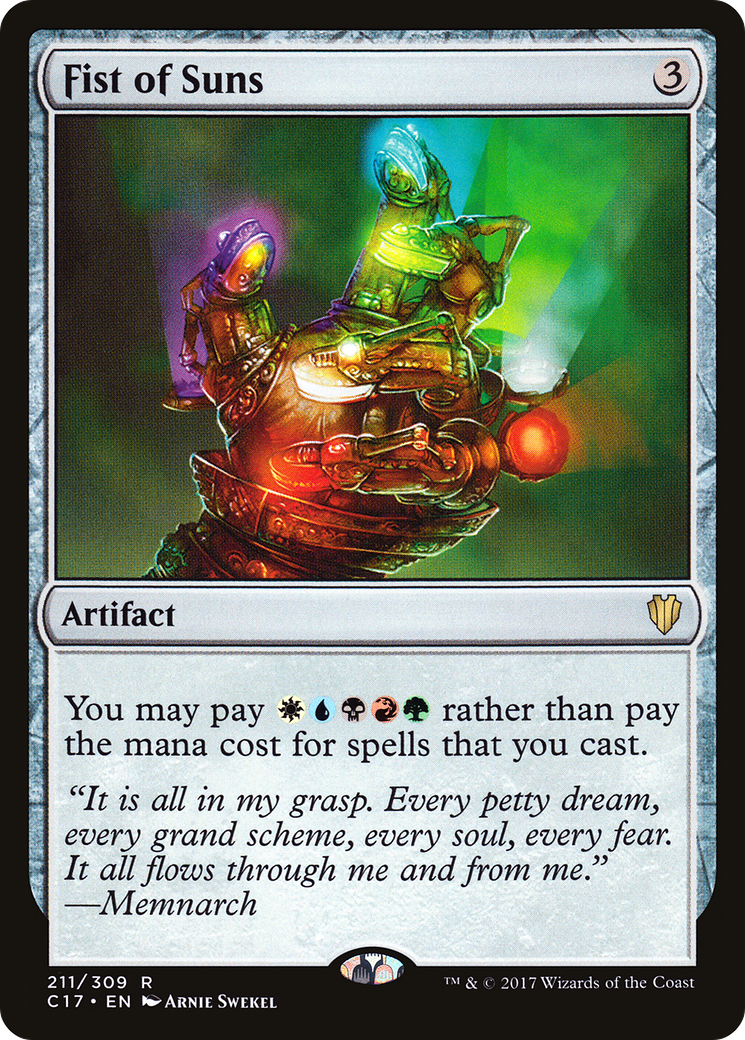 Fist of Suns 3
Artifact
You may pay rather than pay
the mana cost for spells that you cast.
“It is all in my grasp. Every petty dream,
every grand scheme, every soul, every fear.
It all flows through me and from me.”
—Memnarch
211/309 R
C17 • EN Arnie Swekel
™ & © 2017 Wizards of the Coast